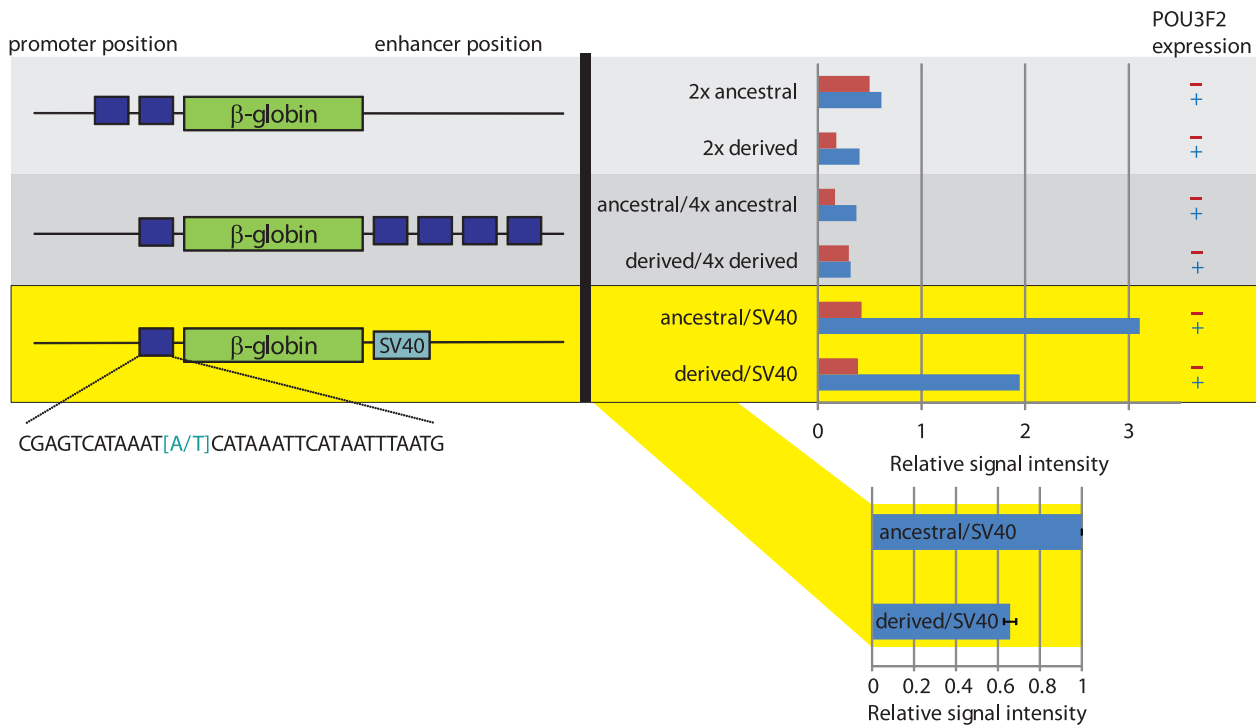 promoter position
enhancer position
POU3F2
expression
β-globin
2x ancestral
–
+
2x derived
–
+
β-globin
ancestral/4x ancestral
–
+
derived/4x derived
–
+
β-globin
SV40
ancestral/SV40
–
+
derived/SV40
–
+
CGAGTCATAAAT[A/T]CATAAATTCATAATTTAATG
0 1 2 3
Relative signal intensity
ancestral/SV40
derived/SV40
0 0.2 0.4 0.6 0.8 1
Relative signal intensity